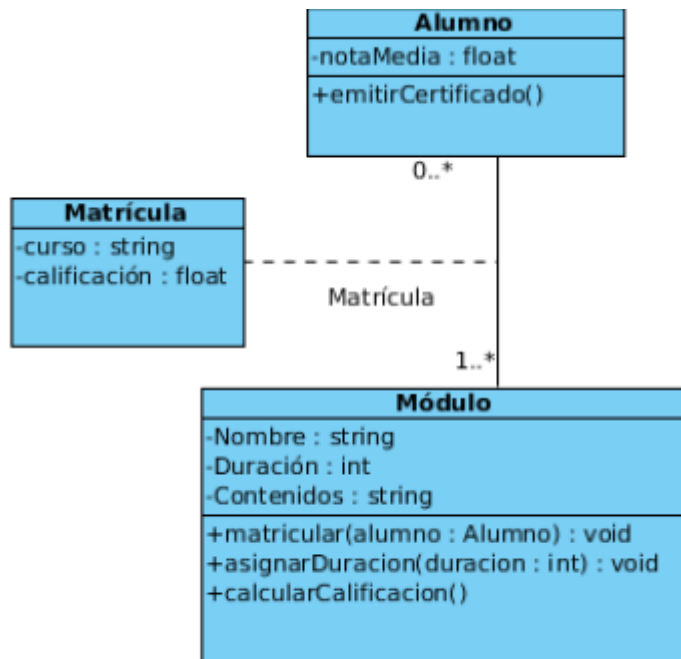 Alumno
-notaMedia : float
+emitirCertificado()
0..*
Matrícula
-curso : string
-calificación : float
Matrícula
1..*
Módulo
-Nombre : string
-Duración : int
-Contenidos : string
+matricular(alumno : Alumno) : void
+asignarDuracion(duracion : int) : void
+calcularCalificacion()